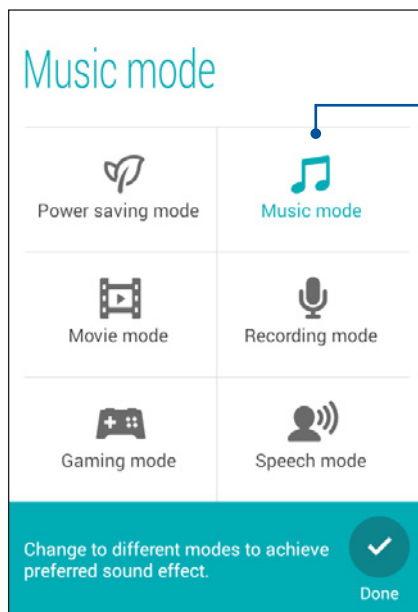 Music mode
Power saving mode
Music mode
Movie mode
Recording mode
Gaming mode
Speech mode
Change to different modes to achieve
preferred sound effect.
Done